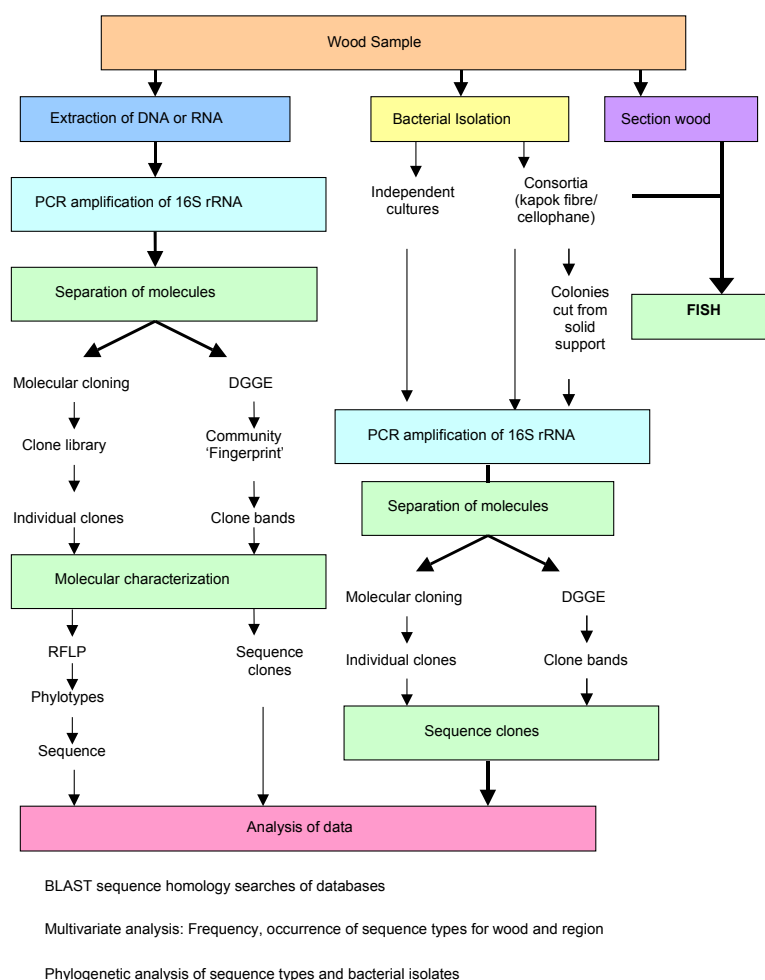 Wood Sample
Extraction of DNA or RNA
Bacterial Isolation
Section wood
PCR amplification of 16S rRNA
Independent
cultures
Consortia
(kapok fibre/
cellophane)
Separation of molecules
Colonies
cut from
solid
support
FISH
Molecular cloning
DGGE
Clone library
Community
‘Fingerprint’
Individual clones
Clone bands
PCR amplification of 16S rRNA
Separation of molecules
Molecular characterization
Molecular cloning
DGGE
RFLP
Sequence
clones
Individual clones
Clone bands
Phylotypes
Sequence
Sequence clones
Analysis of data
BLAST sequence homology searches of databases
Multivariate analysis: Frequency, occurrence of sequence types for wood and region
Phylogenetic analysis of sequence types and bacterial isolates